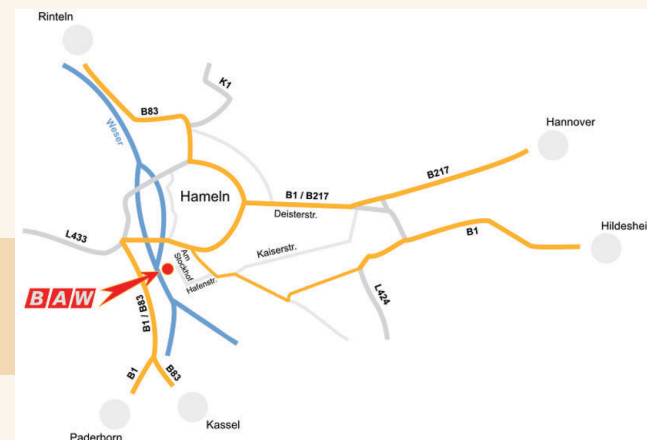 Rinteln
K1
B83
Weser
Hannover
B217
Hameln
B1 / B217
Deisterstr.
Hildeshei
B1
L433
Kaiserstr.
Am
Stockhof
Hafenstr.
BAW
B1 / B83
L424
B1
B83
Kassel
Paderborn